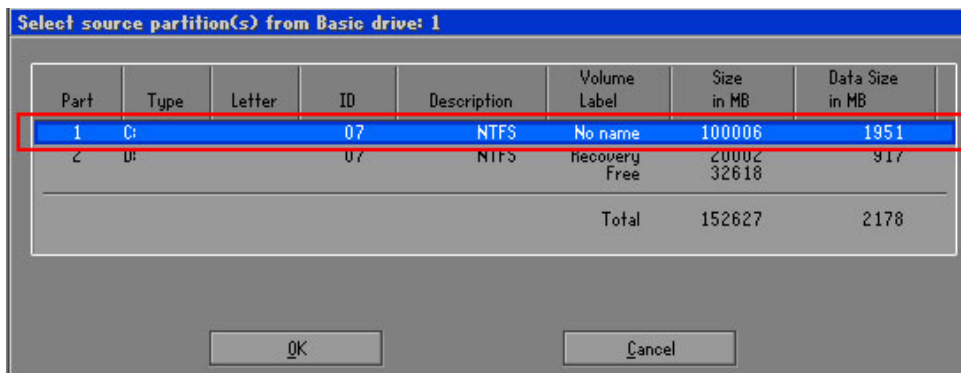 Select source partition(s) from Basic drive: 1
Part Type Letter ID Description Volume Label Size in MB Data Size in MB
1 C: 07 NTFS No name 100006 1951
2 D: 07 NTFS Recovery 20002 917
Free 32618
Total 152627 2178
OK Cancel